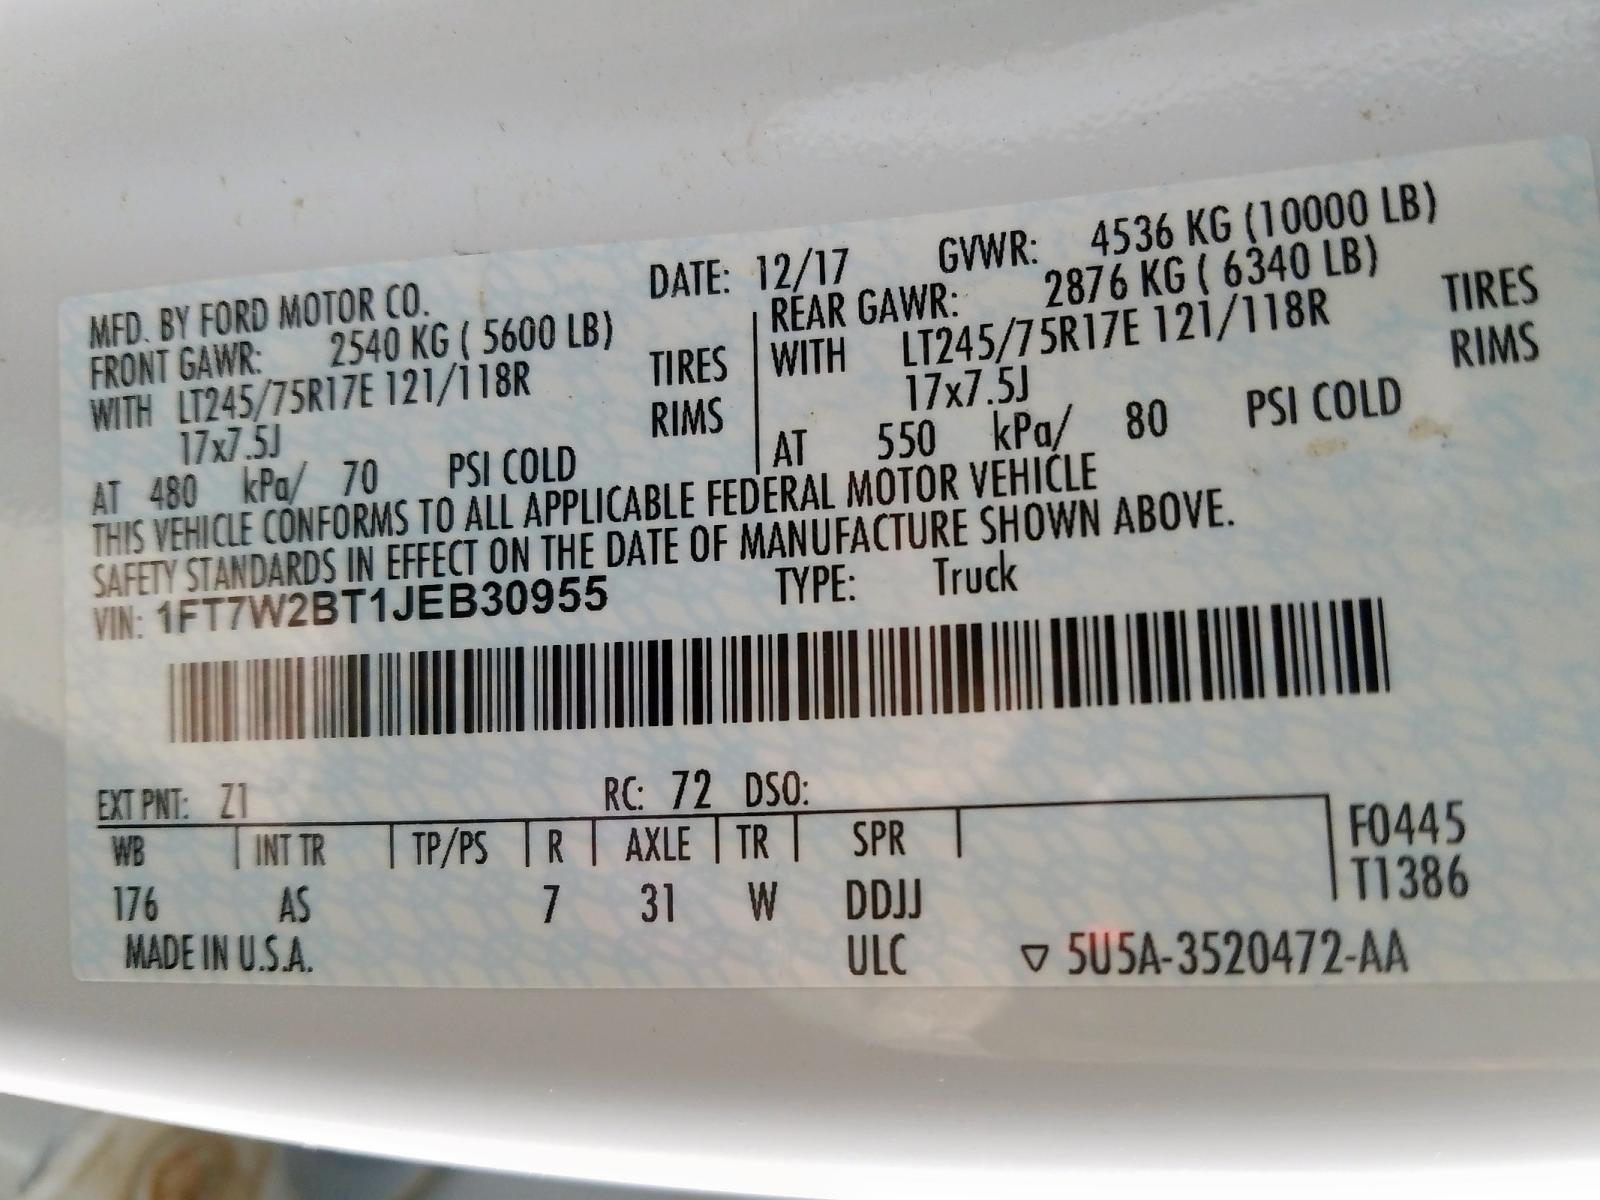 MFD. BY FORD MOTOR CO. DATE: 12/17 GVWR: 4536 KG (10000 LB)
FRONT GAWR: 2540 KG ( 5600 LB) REAR GAWR: 2876 KG ( 6340 LB)
WITH LT245/75R17E 121/118R TIRES WITH LT245/75R17E 121/118R TIRES
17x7.5J RIMS 17x7.5J RIMS
AT 480 kPa/ 70 PSI COLD AT 550 kPa/ 80 PSI COLD
THIS VEHICLE CONFORMS TO ALL APPLICABLE FEDERAL MOTOR VEHICLE
SAFETY STANDARDS IN EFFECT ON THE DATE OF MANUFACTURE SHOWN ABOVE.
VIN: 1FT7W2BT1JEB30955 TYPE: Truck
EXT PNT: Z1 RC: 72 DSO:
WB INT TR TP/PS R AXLE TR SPR F0445
176 AS 7 31 W DDJJ T1386
MADE IN U.S.A. ULC ▽ 5U5A-3520472-AA